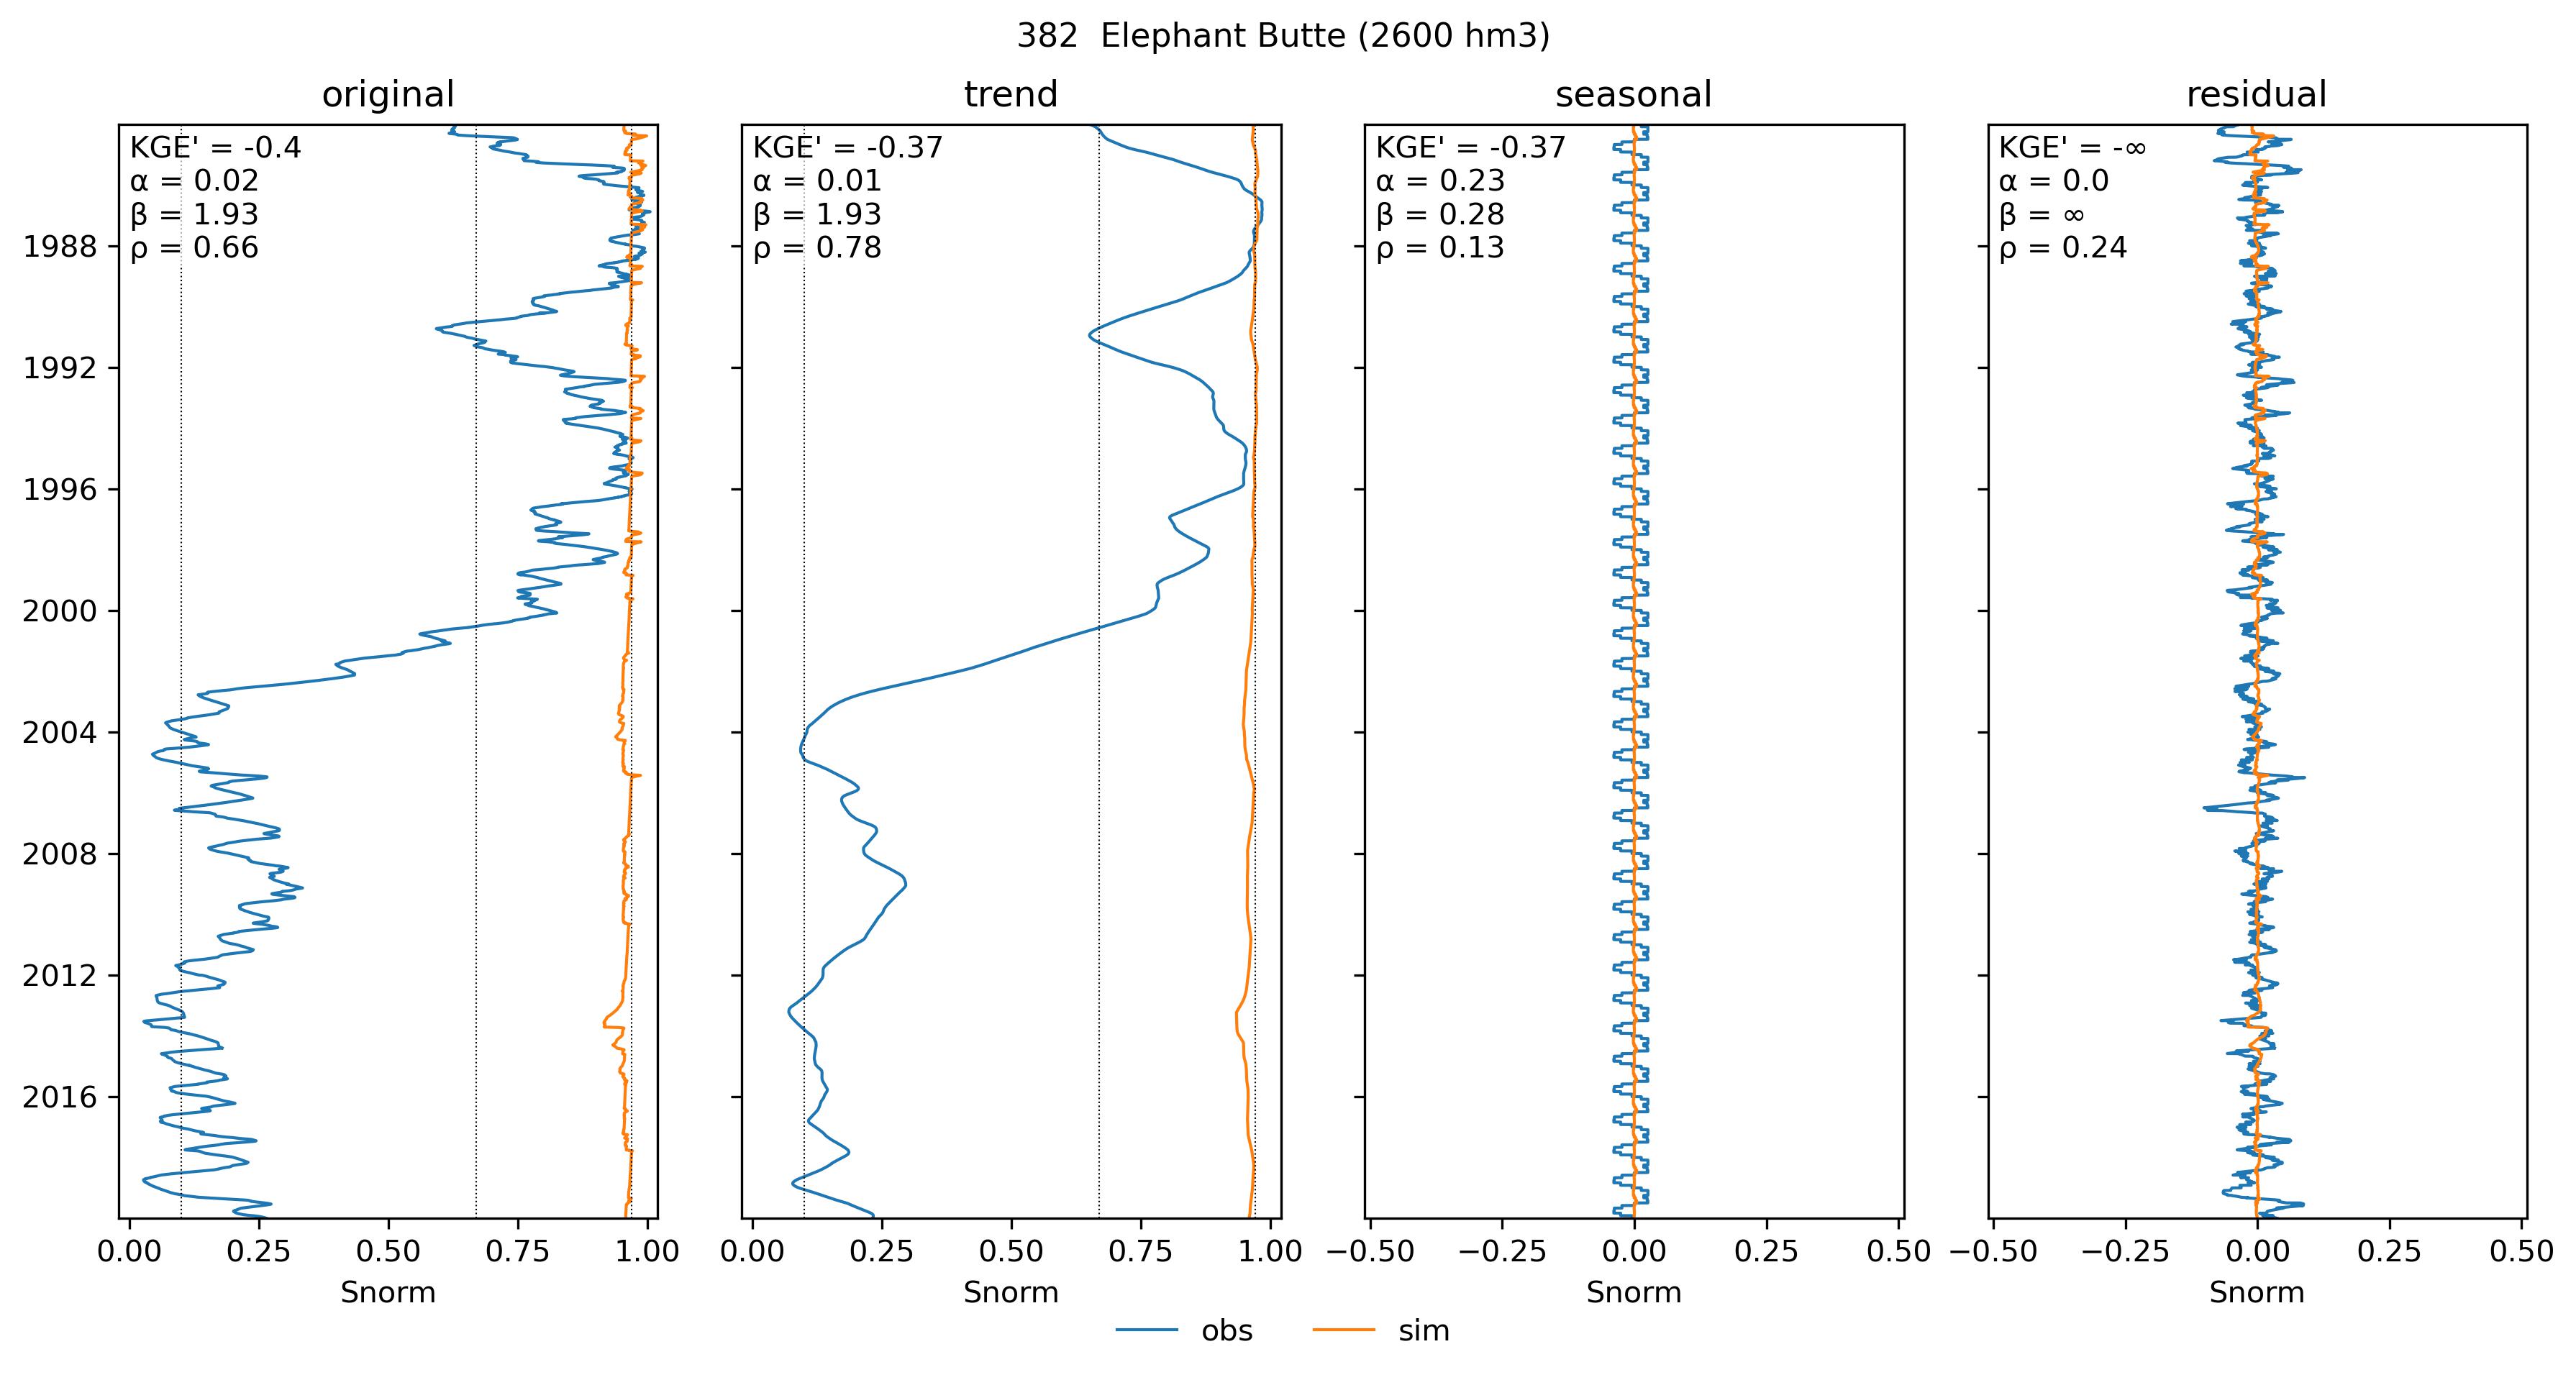 382  Elephant Butte (2600 hm3)
original
trend
seasonal
residual
KGE' = -0.4
α = 0.02
β = 1.93
ρ = 0.66
KGE' = -0.37
α = 0.01
β = 1.93
ρ = 0.78
KGE' = -0.37
α = 0.23
β = 0.28
ρ = 0.13
KGE' = -∞
α = 0.0
β = ∞
ρ = 0.24
1988
1992
1996
2000
2004
2008
2012
2016
0.00 0.25 0.50 0.75 1.00
0.00 0.25 0.50 0.75 1.00
−0.50 −0.25 0.00 0.25 0.50
−0.50 −0.25 0.00 0.25 0.50
Snorm
Snorm
Snorm
Snorm
obs
sim